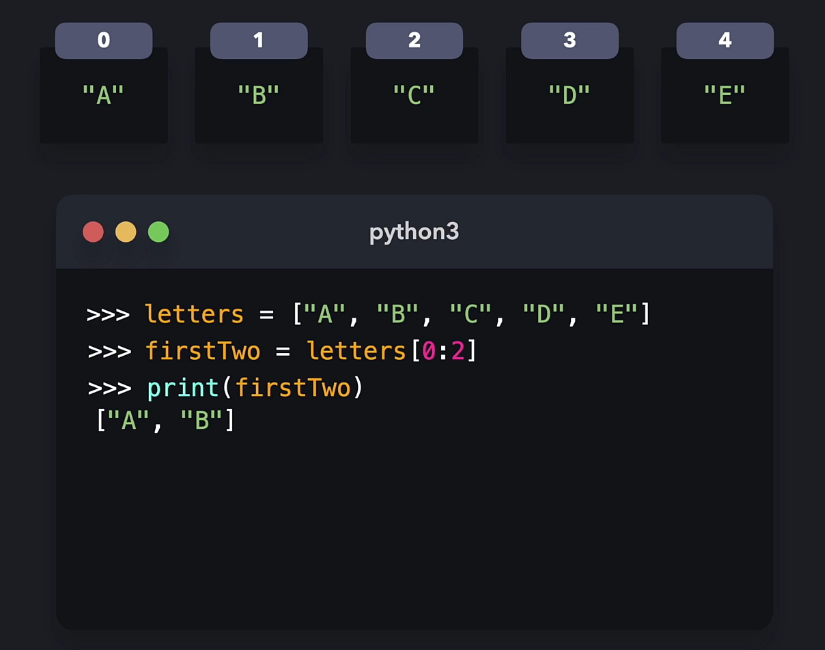 0 1 2 3 4
"A" "B" "C" "D" "E"
python3
>>> letters = ["A", "B", "C", "D", "E"]
>>> firstTwo = letters[0:2]
>>> print(firstTwo)
["A", "B"]